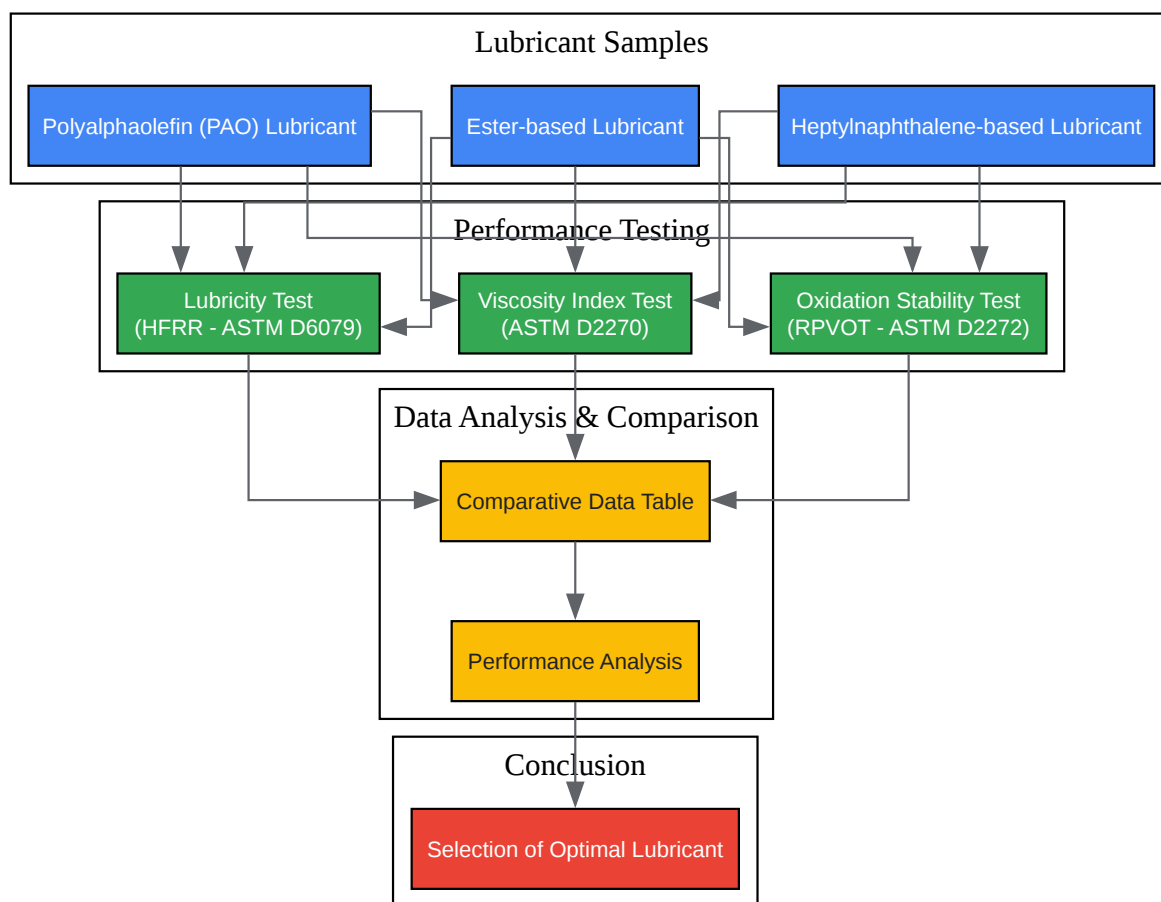 Lubricant Samples
Polyalphaolefin (PAO) Lubricant
Ester-based Lubricant
Heptylnaphthalene-based Lubricant
Performance Testing
Lubricity Test
(HFRR - ASTM D6079)
Viscosity Index Test
(ASTM D2270)
Oxidation Stability Test
(RPVOT - ASTM D2272)
Data Analysis & Comparison
Comparative Data Table
Performance Analysis
Conclusion
Selection of Optimal Lubricant